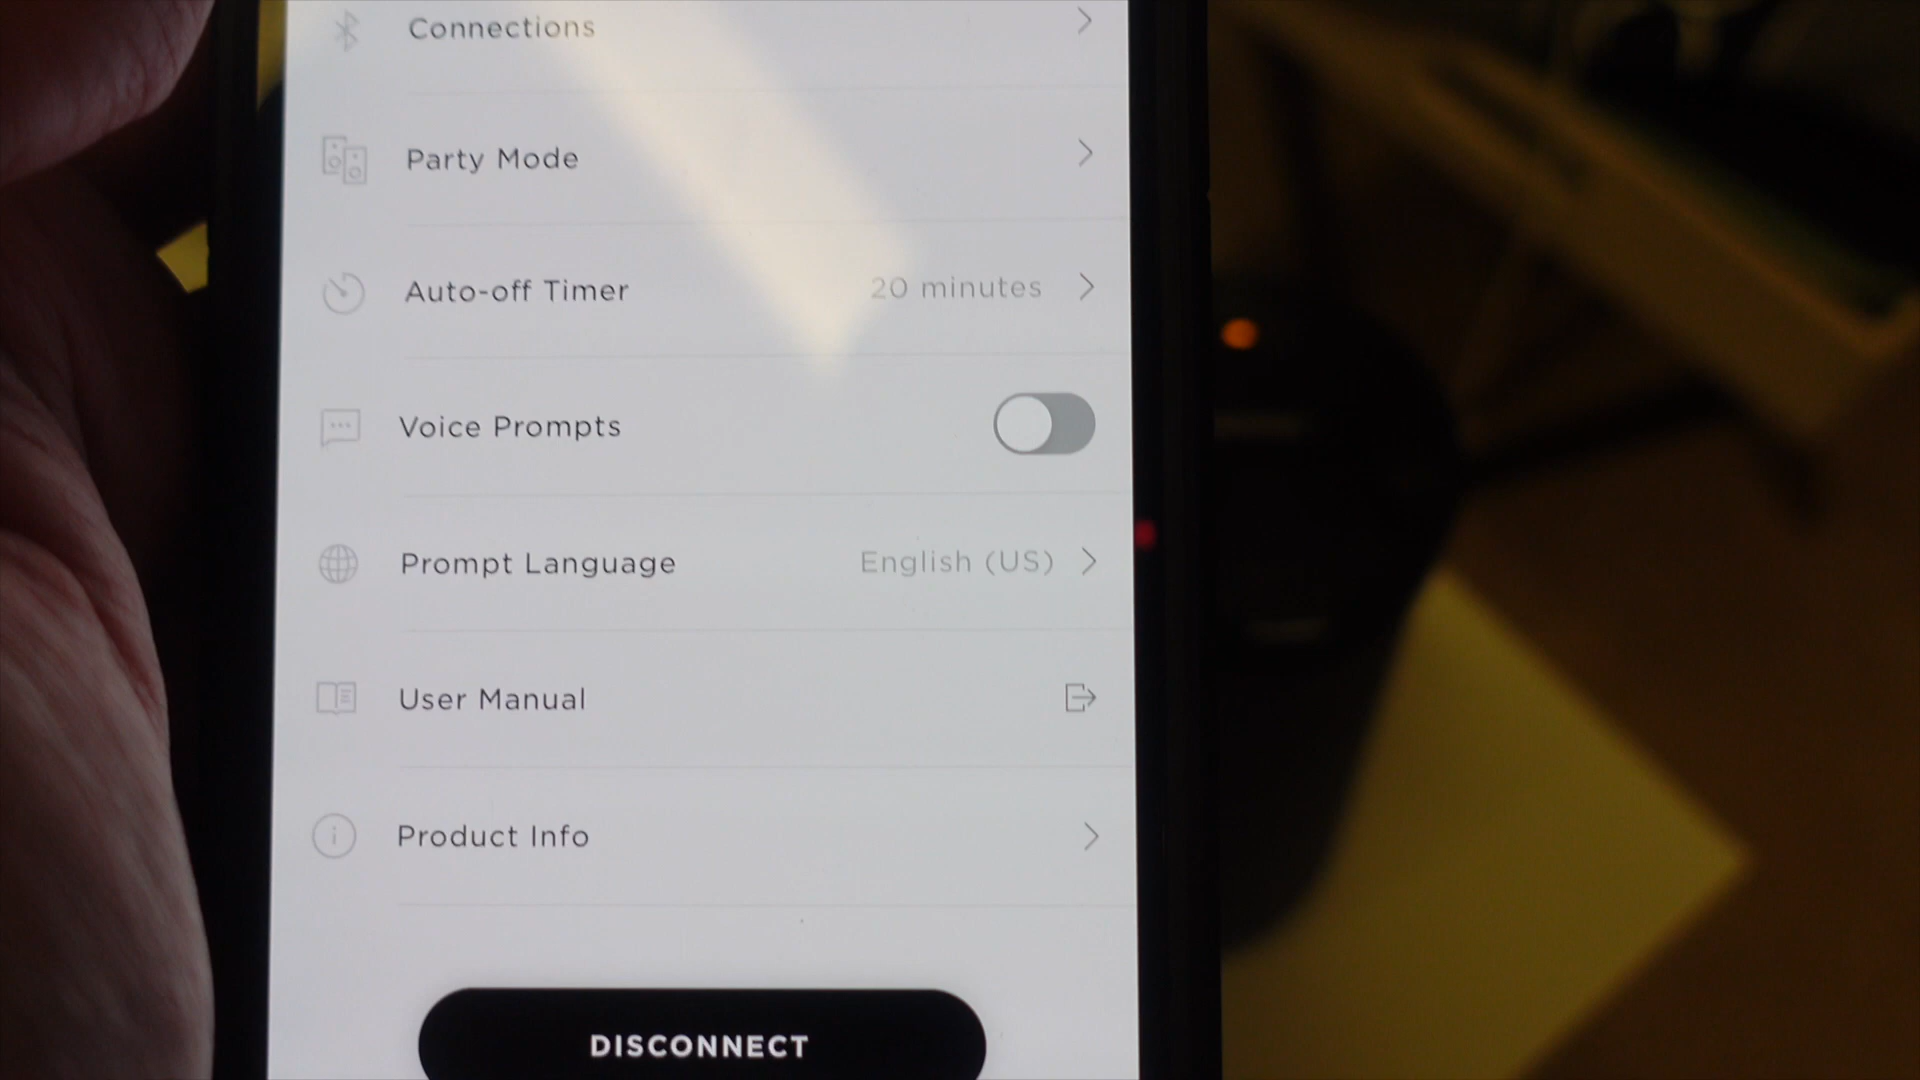 Connections
Party Mode
Auto-off Timer 20 minutes
Voice Prompts
Prompt Language English (US)
User Manual
Product Info
DISCONNECT